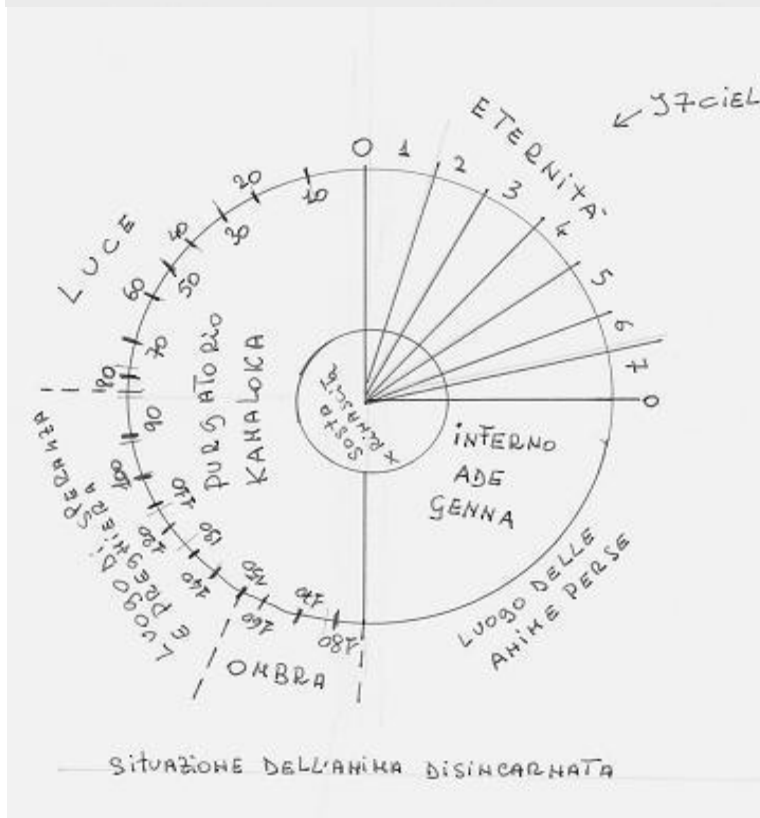 I 7 CIEL
ETERNITÀ
0
1
2
3
4
5
6
7
0
10
20
30
40
50
60
70
80
90
100
110
120
130
140
150
160
170
180
LUCE
PURGATORIO
KAMALOKA
SOSTA
X RINASCITA
INFERNO
ADE
GENNA
LUOGO DI SPERANZA
E PREGHIERA
OMBRA
LUOGO DELLE
ANIME PERSE
SITUAZIONE DELL'ANIMA DISINCARNATA